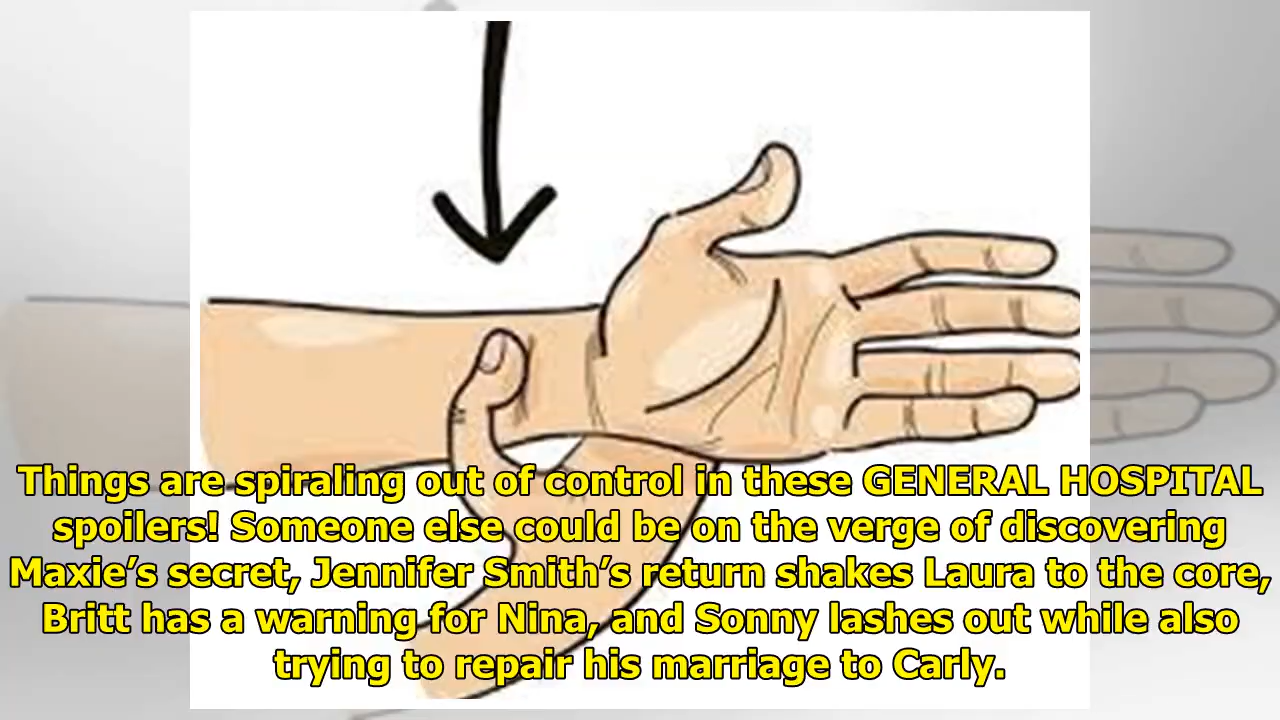 Things are spiraling out of control in these GENERAL HOSPITAL
spoilers! Someone else could be on the verge of discovering
Maxie’s secret, Jennifer Smith’s return shakes Laura to the core,
Britt has a warning for Nina, and Sonny lashes out while also
trying to repair his marriage to Carly.